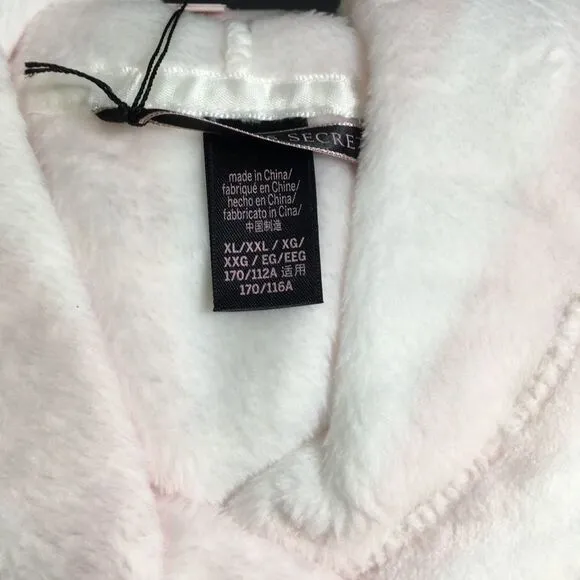 SECRE
made in China/
fabriqué en Chine/
hecho en China/
fabbricato in Cina/
中国制造
XL/XXL / XG/
XXG / EG/EEG
170/112A 适用
170/116A